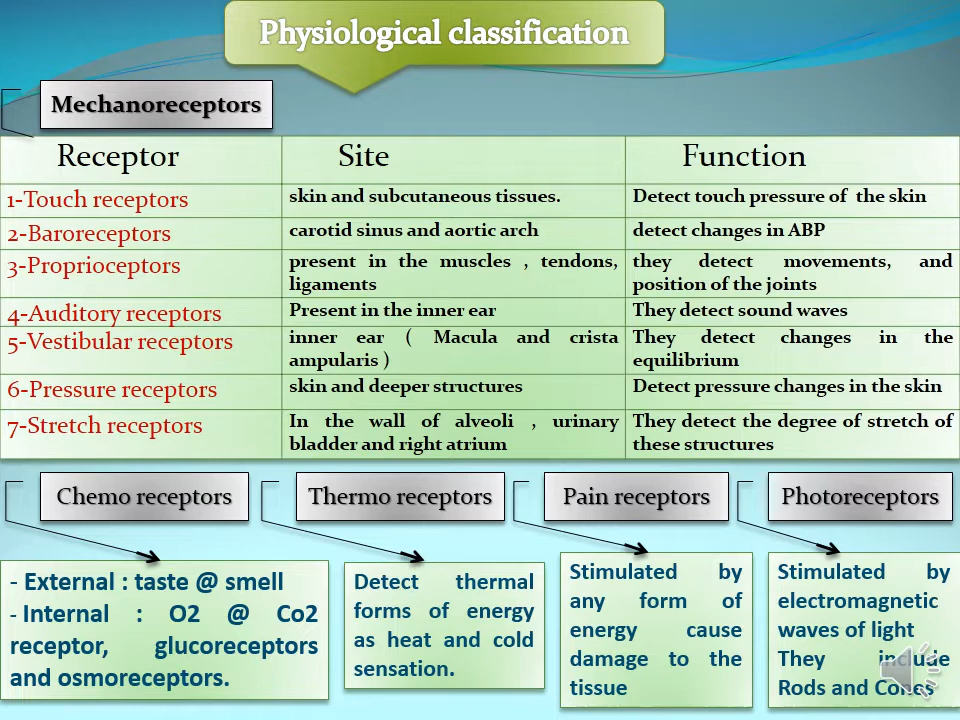 Physiological classification
Mechanoreceptors
Receptor Site Function
1-Touch receptors skin and subcutaneous tissues. Detect touch pressure of the skin
2-Baroreceptors carotid sinus and aortic arch detect changes in ABP
3-Proprioceptors present in the muscles , tendons, they detect movements, and
ligaments position of the joints
4-Auditory receptors Present in the inner ear They detect sound waves
5-Vestibular receptors inner ear ( Macula and crista They detect changes in the
ampularis ) equilibrium
6-Pressure receptors skin and deeper structures Detect pressure changes in the skin
7-Stretch receptors In the wall of alveoli , urinary They detect the degree of stretch of
bladder and right atrium these structures
Chemo receptors
- External : taste @ smell
- Internal : O2 @ Co2
receptor, glucoreceptors
and osmoreceptors.
Thermo receptors
Detect thermal
forms of energy
as heat and cold
sensation.
Pain receptors
Stimulated by
any form of
energy cause
damage to the
tissue
Photoreceptors
Stimulated by
electromagnetic
waves of light
They include
Rods and Cones